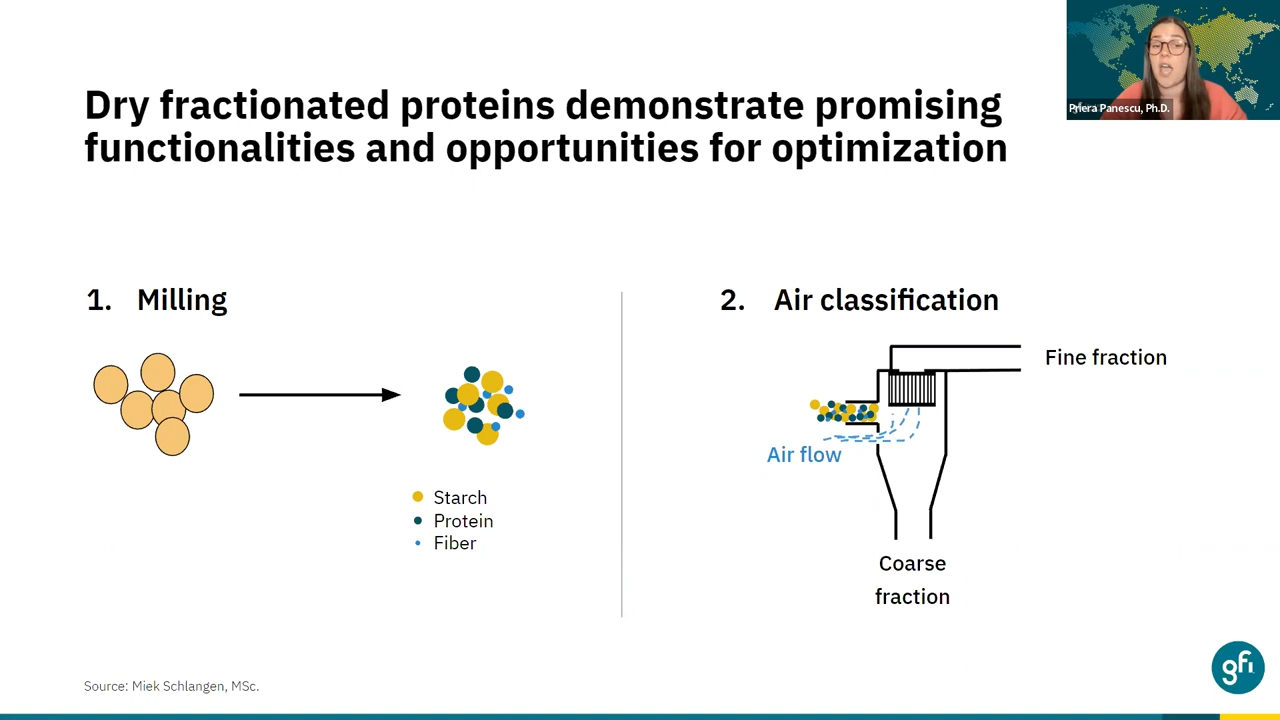 Priera Panescu, Ph.D.
Dry fractionated proteins demonstrate promising
functionalities and opportunities for optimization
1. Milling
Starch
Protein
Fiber
2. Air classification
Fine fraction
Air flow
Coarse
fraction
Source: Miek Schlangen, MSc.
gfi